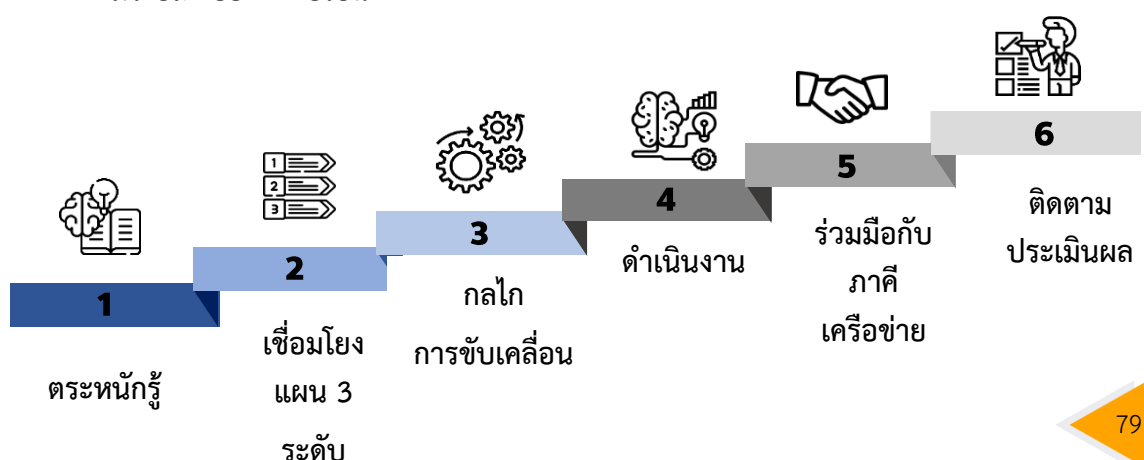 1
ตระหนักรู้
2
เชื่อมโยง
แผน 3
ระดับ
3
กลไก
การขับเคลื่อน
4
ดำเนินงาน
5
ร่วมมือกับ
ภาคี
เครือข่าย
6
ติดตาม
ประเมินผล
1
2
3
79